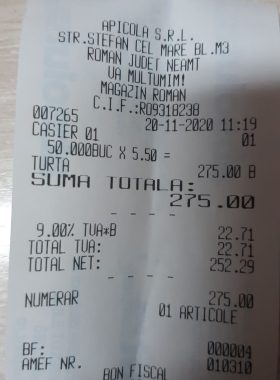 APICOLA S.R.L.
STR.STEFAN CEL MARE BL.M3
ROMAN JUDET NEAMT
VA MULTUMIM!
MAGAZIN ROMAN
C.I.F.:RO9318238
007265 20-11-2020 11:19
CASIER 01 01
50.000BUC X 5.50 =
TURTA 275.00 B
SUMA TOTALA:
275.00
- - - -
9.00% TVA*B 22.71
TOTAL TVA: 22.71
TOTAL NET: 252.29
- - - -
NUMERAR 275.00
01 ARTICOLE
BF: 000004
AMEF NR. 010310
BON FISCAL